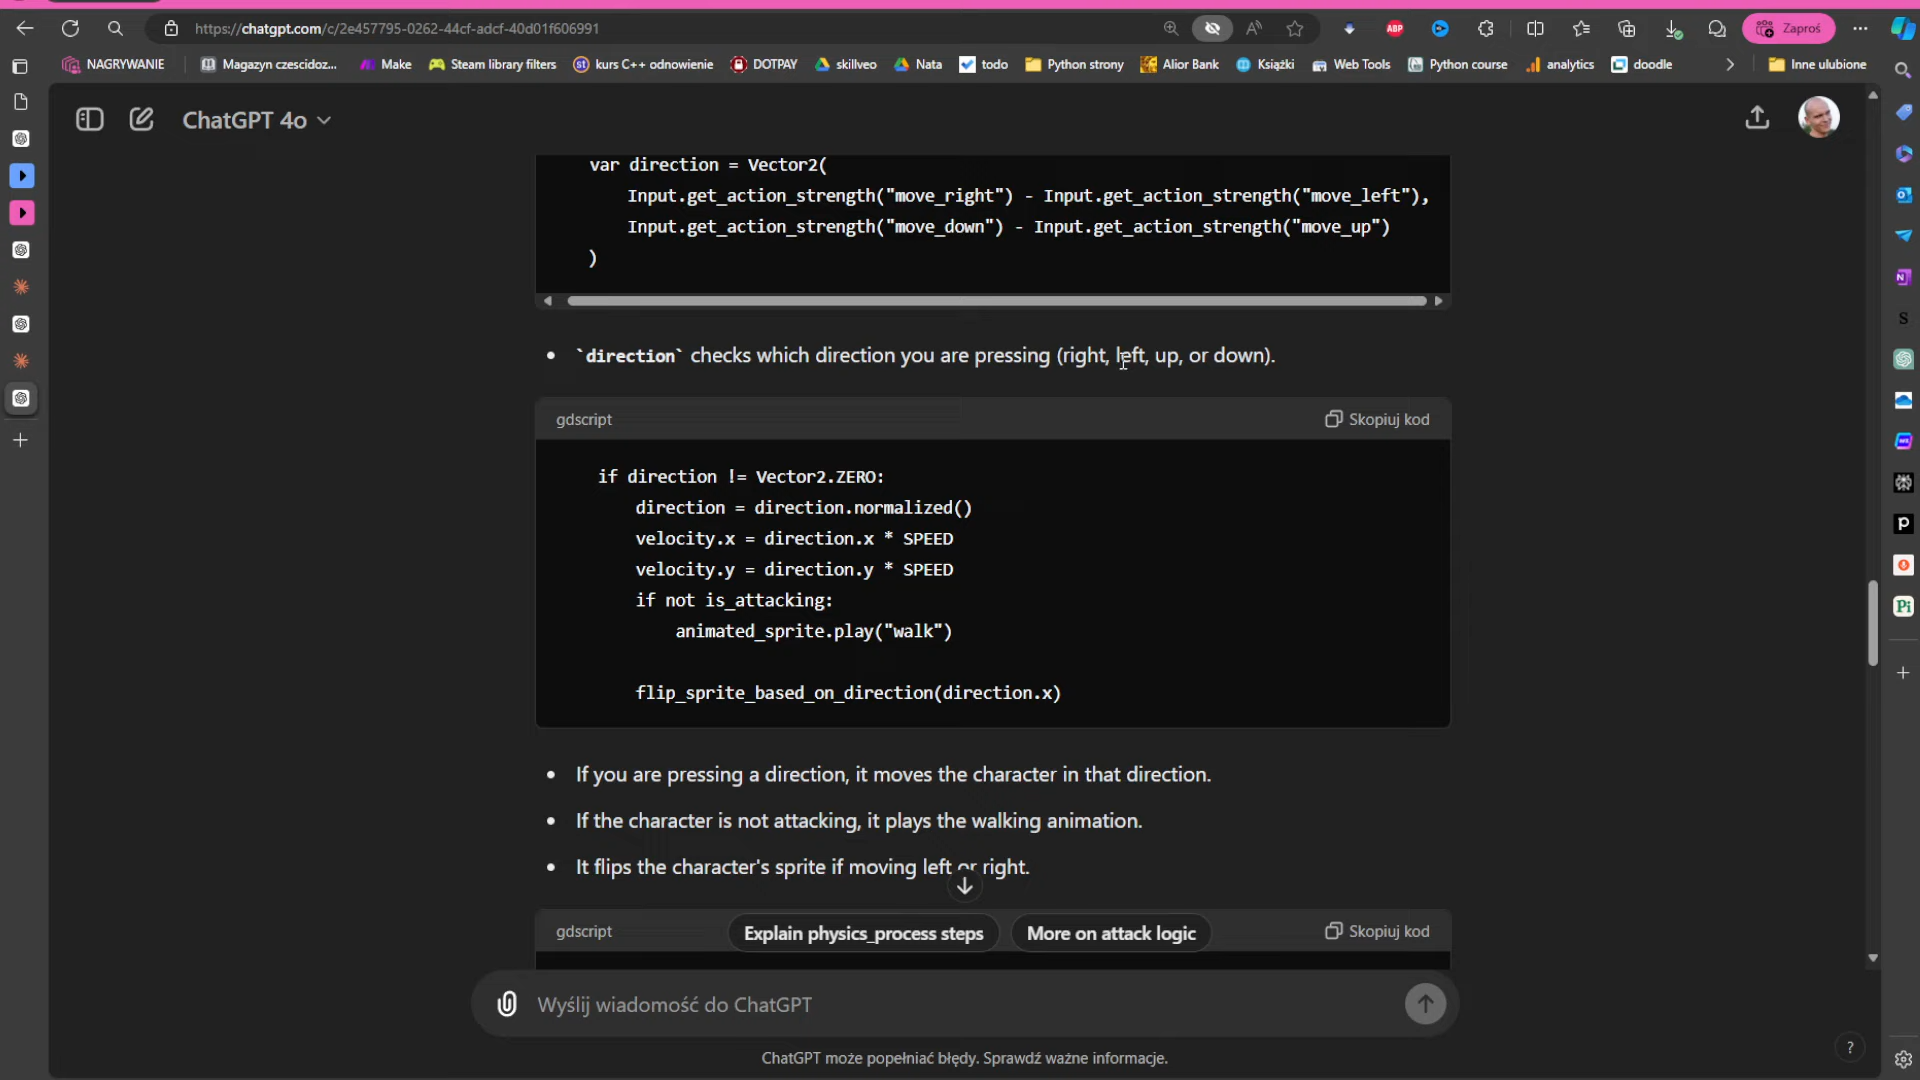 https://chatgpt.com/c/2e457795-0262-44cf-adcf-40d01f606991
ABP
Zaproś
NAGRYWANIE
Magazyn czescidoz...
Make
Steam library filters
kurs C++ odnowienie
DOTPAY
skillveo
Nata
todo
Python strony
Alior Bank
Książki
Web Tools
Python course
analytics
doodle
Inne ulubione
ChatGPT 4o
var direction = Vector2(
Input.get_action_strength("move_right") - Input.get_action_strength("move_left"),
Input.get_action_strength("move_down") - Input.get_action_strength("move_up")
)
• `direction` checks which direction you are pressing (right, left, up, or down).
gdscript
Skopiuj kod
if direction != Vector2.ZERO:
direction = direction.normalized()
velocity.x = direction.x * SPEED
velocity.y = direction.y * SPEED
if not is_attacking:
animated_sprite.play("walk")
flip_sprite_based_on_direction(direction.x)
• If you are pressing a direction, it moves the character in that direction.
• If the character is not attacking, it plays the walking animation.
• It flips the character's sprite if moving left or right.
gdscript
Explain physics_process steps
More on attack logic
Skopiuj kod
Wyślij wiadomość do ChatGPT
ChatGPT może popełniać błędy. Sprawdź ważne informacje.
?